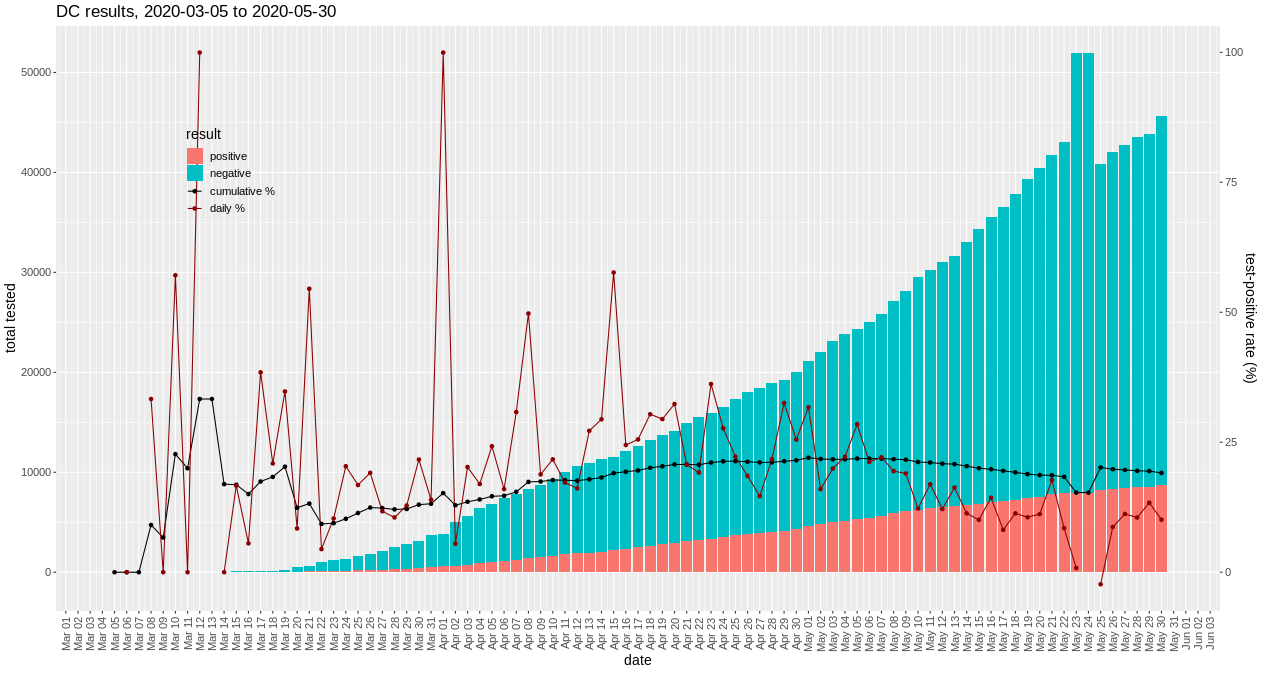 DC results, 2020-03-05 to 2020-05-30
total tested
50000
40000
30000
20000
10000
0
result
positive
negative
cumulative %
daily %
100
75
50
25
0
test-positive rate (%)
Mar 01
Mar 02
Mar 03
Mar 04
Mar 05
Mar 06
Mar 07
Mar 08
Mar 09
Mar 10
Mar 11
Mar 12
Mar 13
Mar 14
Mar 15
Mar 16
Mar 17
Mar 18
Mar 19
Mar 20
Mar 21
Mar 22
Mar 23
Mar 24
Mar 25
Mar 26
Mar 27
Mar 28
Mar 29
Mar 30
Mar 31
Apr 01
Apr 02
Apr 03
Apr 04
Apr 05
Apr 06
Apr 07
Apr 08
Apr 09
Apr 10
Apr 11
Apr 12
Apr 13
Apr 14
Apr 15
Apr 16
Apr 17
Apr 18
Apr 19
Apr 20
Apr 21
Apr 22
Apr 23
Apr 24
Apr 25
Apr 26
Apr 27
Apr 28
Apr 29
Apr 30
May 01
May 02
May 03
May 04
May 05
May 06
May 07
May 08
May 09
May 10
May 11
May 12
May 13
May 14
May 15
May 16
May 17
May 18
May 19
May 20
May 21
May 22
May 23
May 24
May 25
May 26
May 27
May 28
May 29
May 30
May 31
Jun 01
Jun 02
Jun 03
date